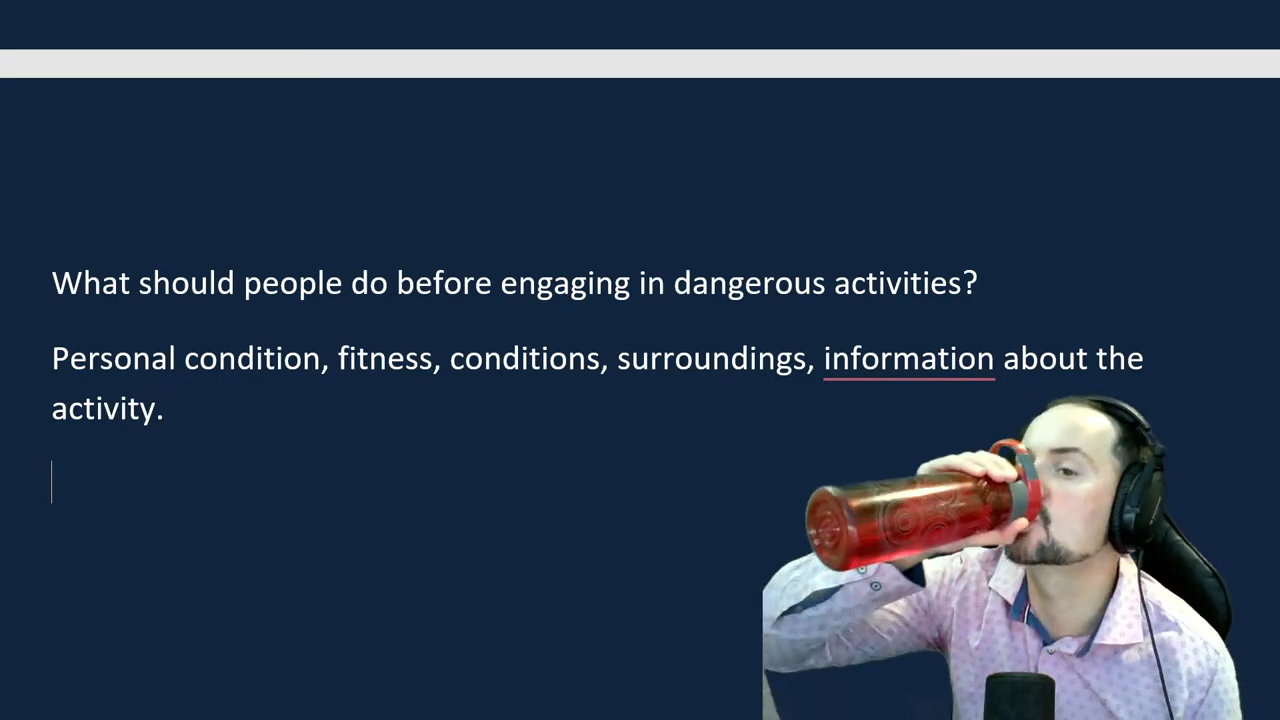 What should people do before engaging in dangerous activities?
Personal condition, fitness, conditions, surroundings, information about the
activity.